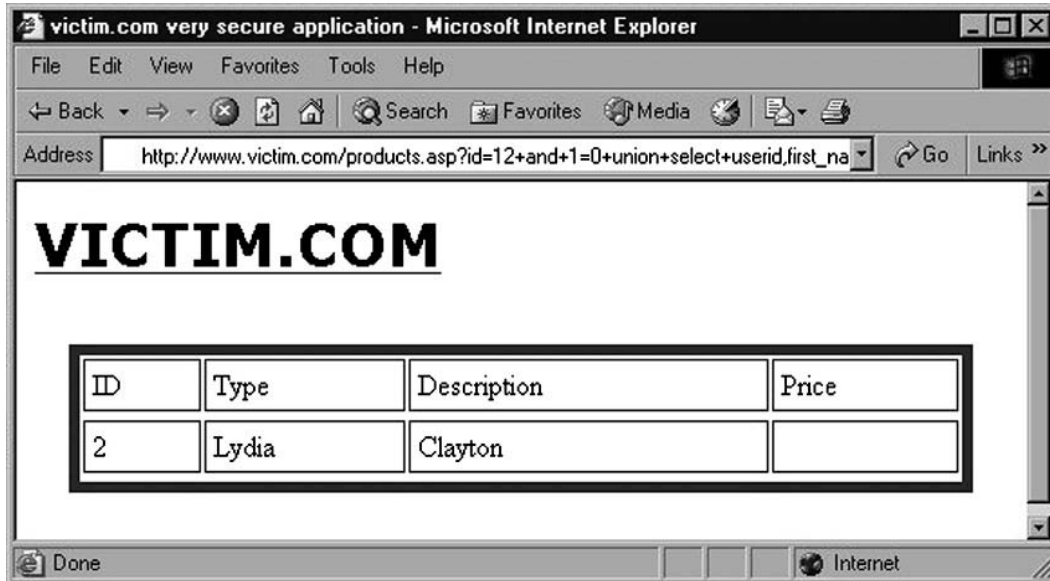 victim.com very secure application - Microsoft Internet Explorer
File Edit View Favorites Tools Help
Back Search Favorites Media
Address http://www.victim.com/products.asp?id=12+and+1=0+union+select+userid,first_na Go Links »
VICTIM.COM
ID Type Description Price
2 Lydia Clayton
Done Internet